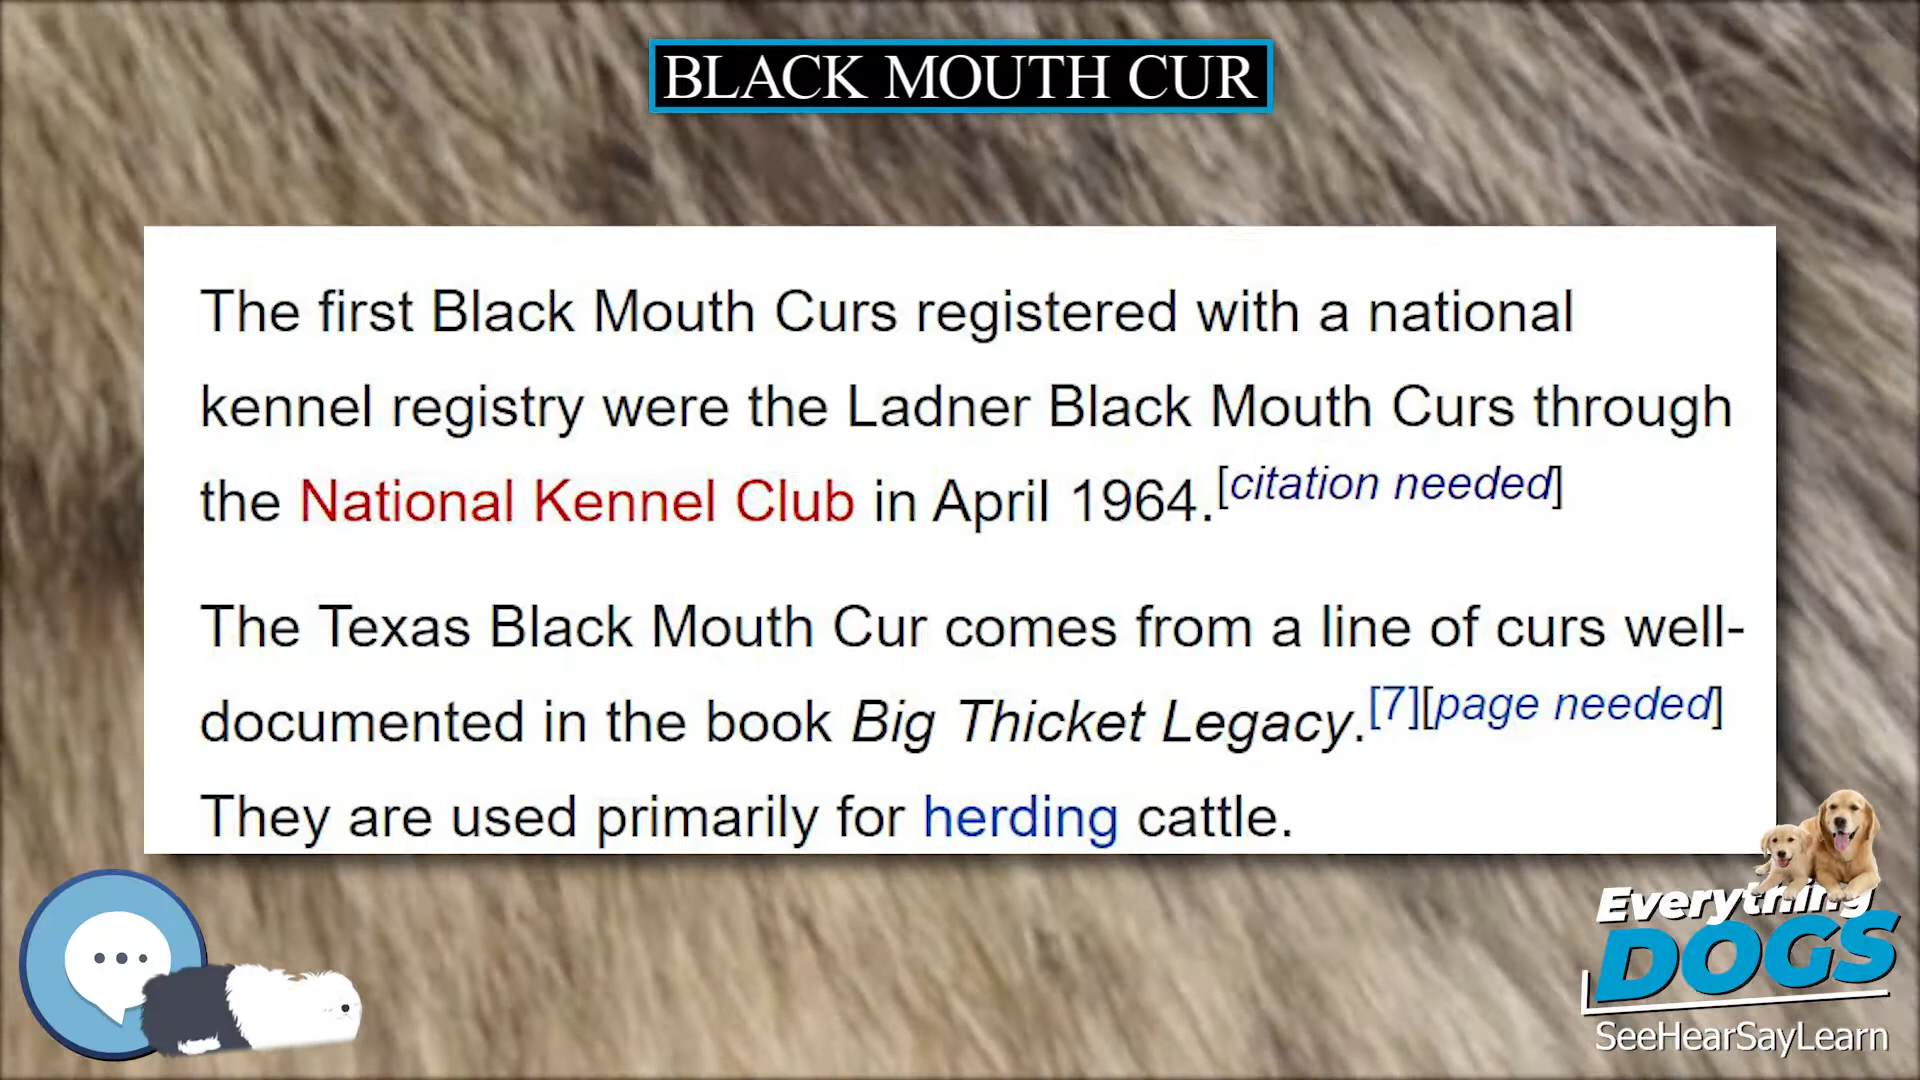 BLACK MOUTH CUR
The first Black Mouth Curs registered with a national
kennel registry were the Ladner Black Mouth Curs through
the National Kennel Club in April 1964.[citation needed]
The Texas Black Mouth Cur comes from a line of curs well-
documented in the book Big Thicket Legacy.[7][page needed]
They are used primarily for herding cattle.
Everything
DOGS
SeeHearSayLearn